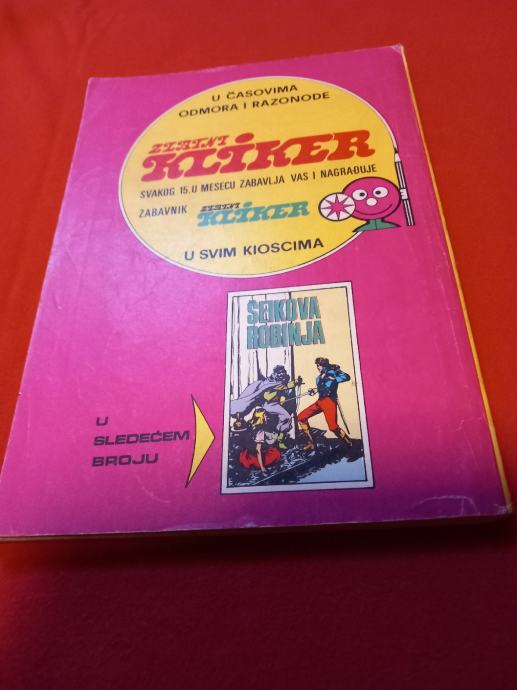 U ČASOVIMA
ODMORA I RAZONODE
ZLATNI
KLIKER
SVAKOG 15. U MESECU ZABAVLJA VAS I NAGRAĐUJE
ZABAVNIK ZLATNI KLIKER
U SVIM KIOSCIMA
ŠEIKOVA
ROBINJA
U
SLEDEĆEM
BROJU